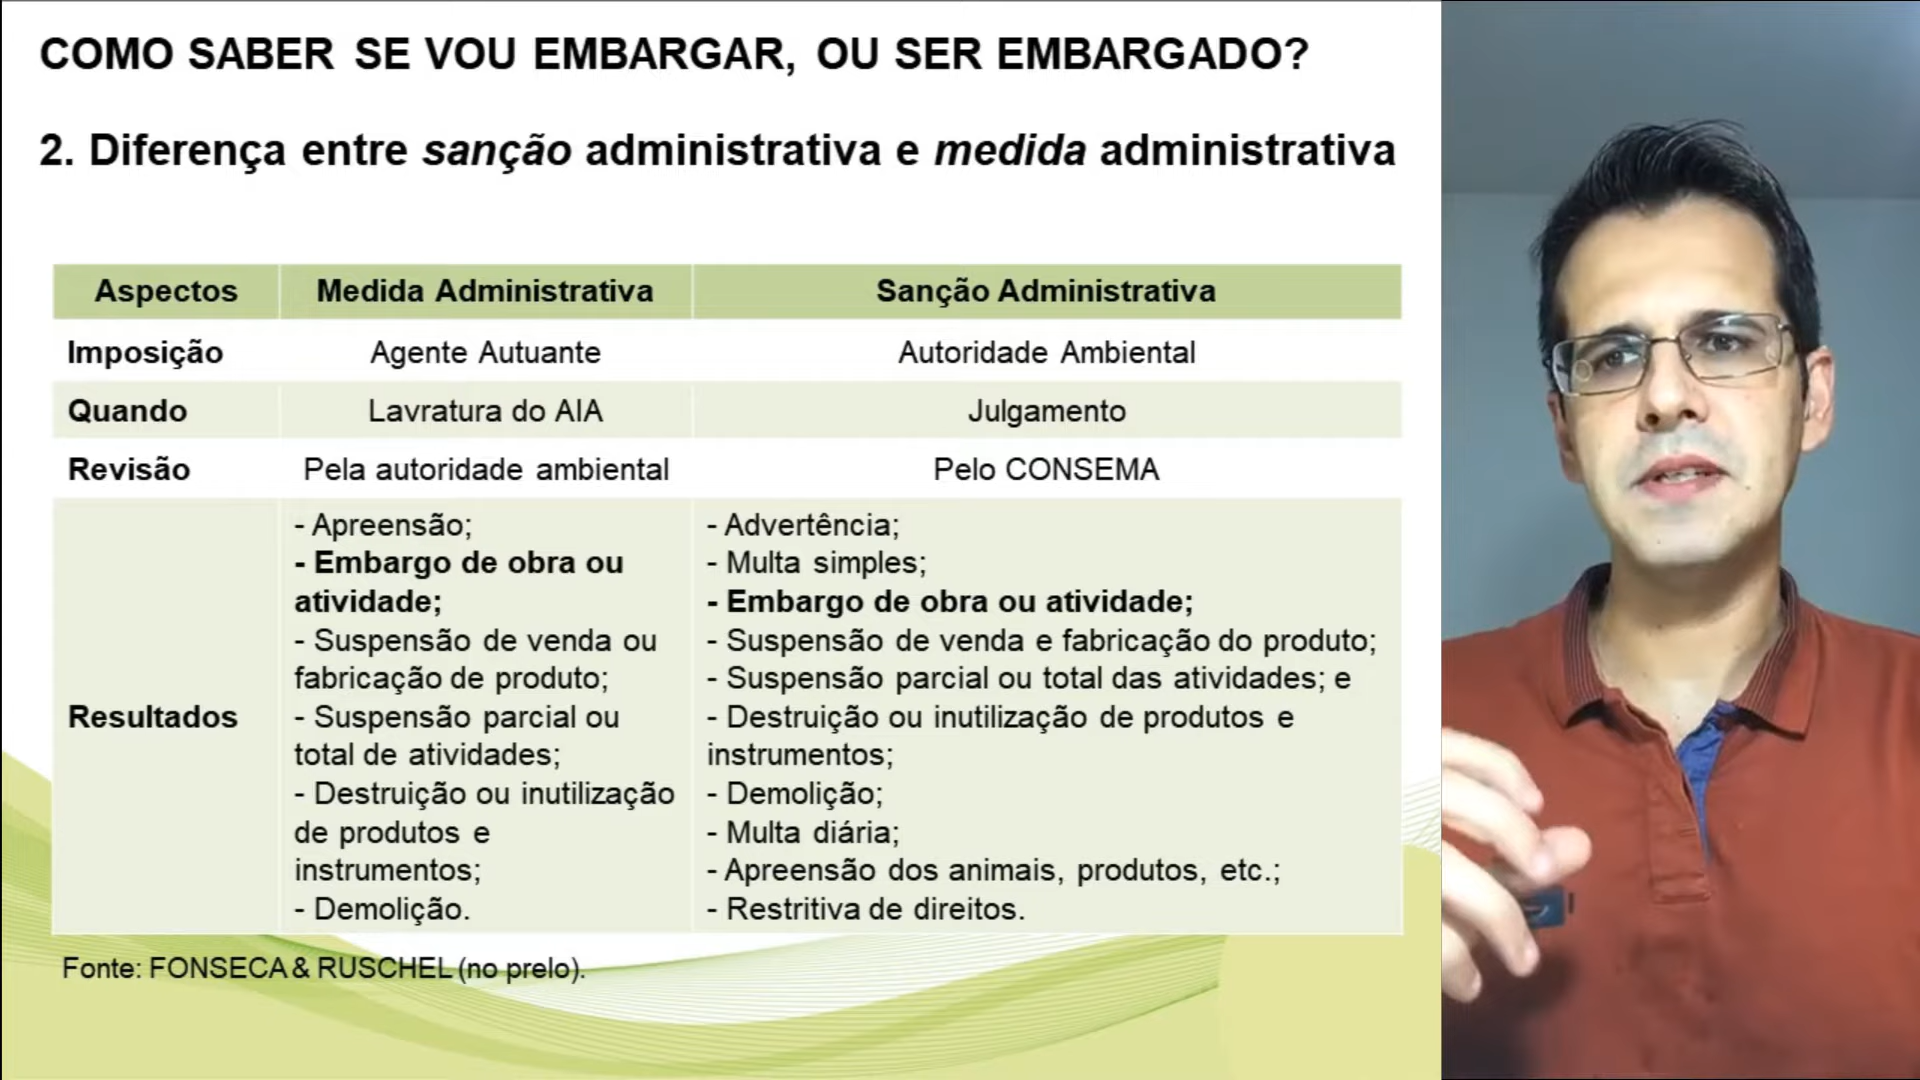 COMO SABER SE VOU EMBARGAR, OU SER EMBARGADO?
2. Diferença entre sanção administrativa e medida administrativa
Aspectos Medida Administrativa Sanção Administrativa
Imposição Agente Autuante Autoridade Ambiental
Quando Lavratura do AIA Julgamento
Revisão Pela autoridade ambiental Pelo CONSEMA
Resultados
- Apreensão;
- Embargo de obra ou
atividade;
- Suspensão de venda ou
fabricação de produto;
- Suspensão parcial ou
total de atividades;
- Destruição ou inutilização
de produtos e
instrumentos;
- Demolição.
- Advertência;
- Multa simples;
- Embargo de obra ou atividade;
- Suspensão de venda e fabricação do produto;
- Suspensão parcial ou total das atividades; e
- Destruição ou inutilização de produtos e
instrumentos;
- Demolição;
- Multa diária;
- Apreensão dos animais, produtos, etc.;
- Restritiva de direitos.
Fonte: FONSECA & RUSCHEL (no prelo).